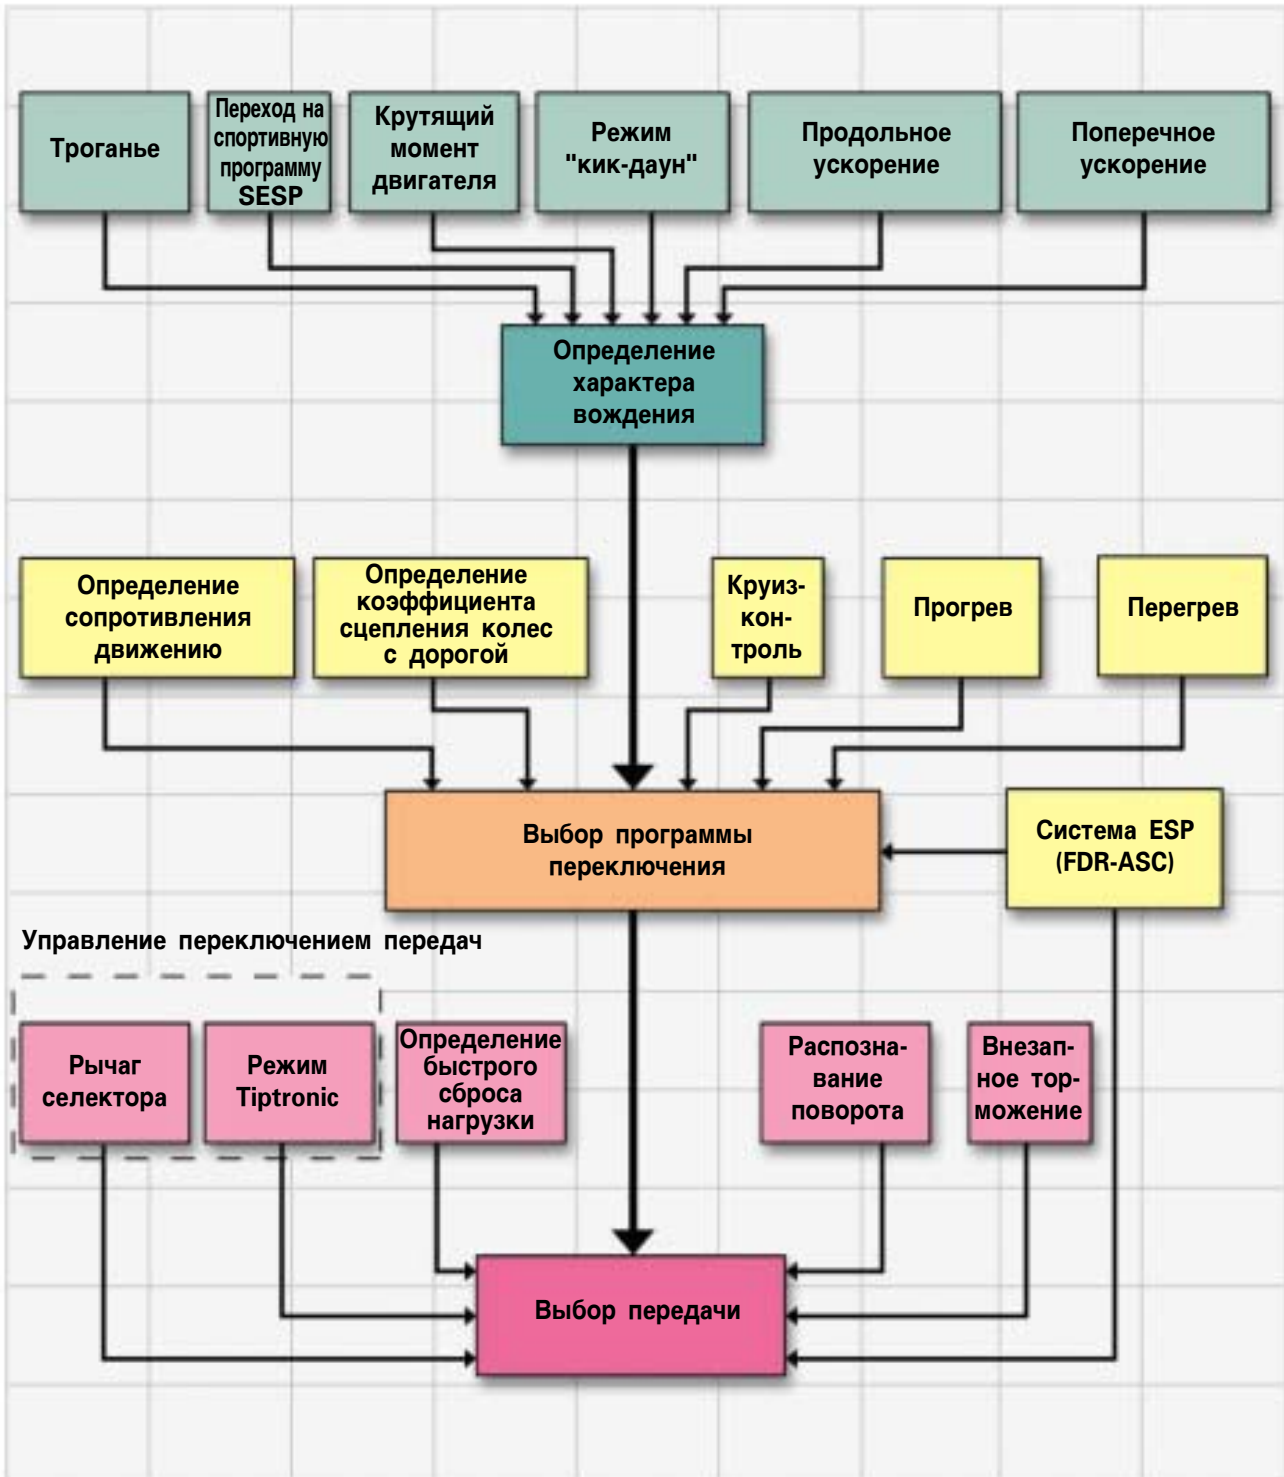 Троганье
Переход на
спортивную
программу
SESP
Крутящий
момент
двигателя
Режим
"кик-даун"
Продольное
ускорение
Поперечное
ускорение
Определение
характера
вождения
Определение
сопротивления
движению
Определение
коэффициента
сцепления колес
с дорогой
Круиз-
кон-
троль
Прогрев
Перегрев
Выбор программы
переключения
Система ESP
(FDR-ASC)
Управление переключением передач
Рычаг
селектора
Режим
Tiptronic
Определение
быстрого
сброса
нагрузки
Распозна-
вание
поворота
Внезап-
ное тор-
можение
Выбор передачи